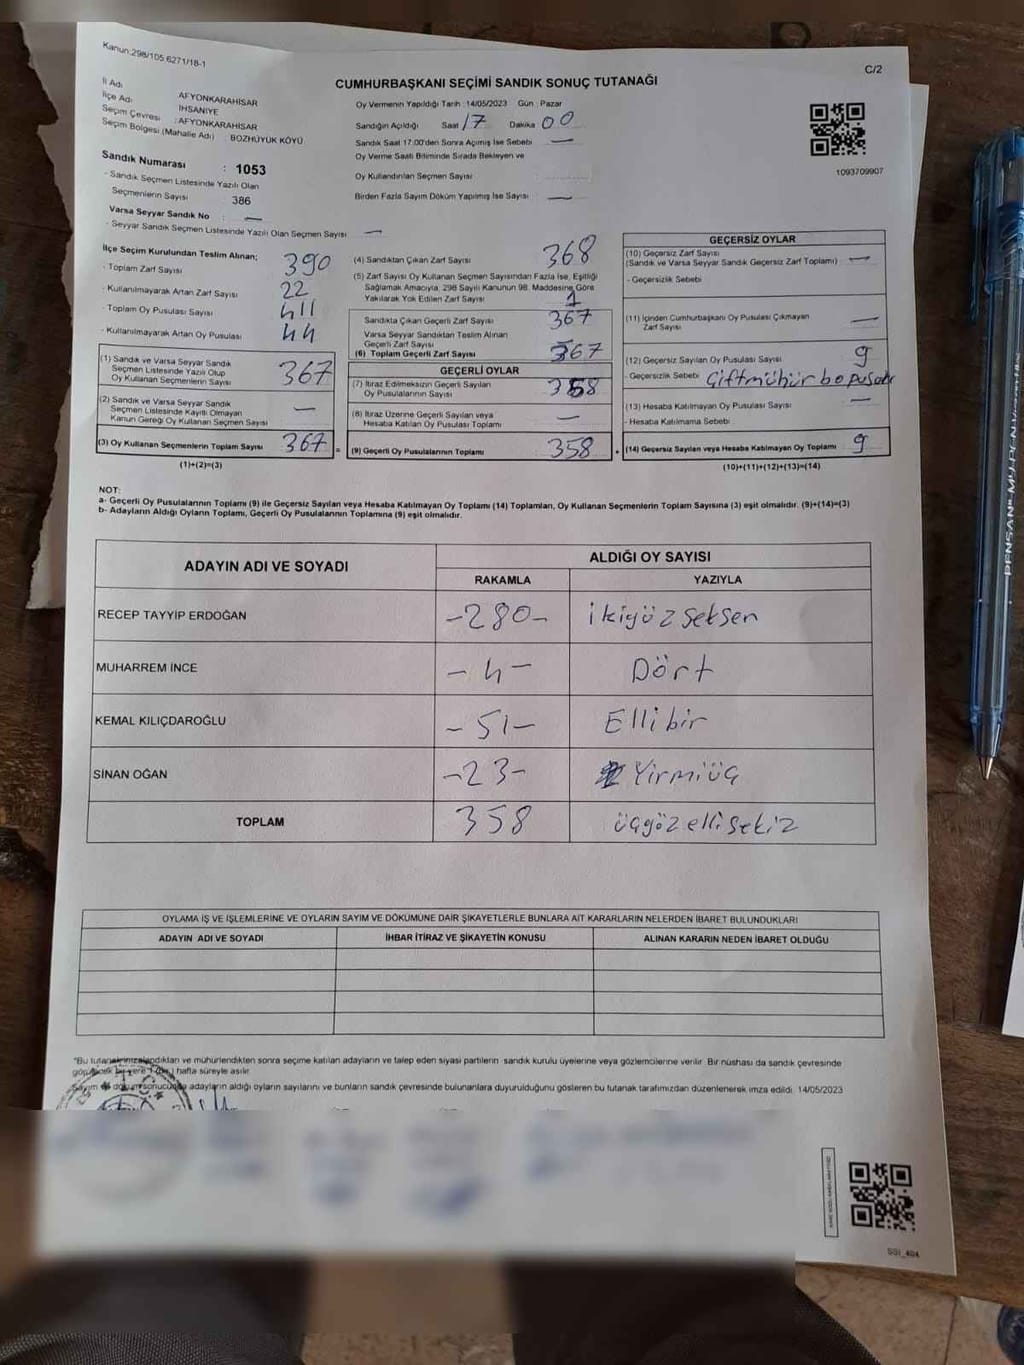 Kanun:298/105 6271/18-1
C/2
CUMHURBAŞKANI SEÇİMİ SANDIK SONUÇ TUTANAĞI
İl Adı AFYONKARAHİSAR
İlçe Adı İHSANİYE
Seçim Çevresi : AFYONKARAHİSAR
Seçim Bölgesi (Mahalle Adı) : BOZHÜYÜK KÖYÜ
Sandık Numarası : 1053
- Sandık Seçmen Listesinde Yazılı Olan
Seçmenlerin Sayısı 386
Varsa Seyyar Sandık No : —
- Seyyar Sandık Seçmen Listesinde Yazılı Olan Seçmen Sayısı : —
Oy Vermenin Yapıldığı Tarih :14/05/2023 Gün : Pazar
Sandığın Açıldığı Saat 17 Dakika 00
Sandık Saat 17:00'den Sonra Açılmış İse Sebebi —
Oy Verme Saati Bitiminde Sırada Bekleyen ve
Oy Kullandırılan Seçmen Sayısı
Birden Fazla Sayım Döküm Yapılmış İse Sayısı —
1093709907
İlçe Seçim Kurulundan Teslim Alınan;
- Toplam Zarf Sayısı 390
- Kullanılmayarak Artan Zarf Sayısı 22
- Toplam Oy Pusulası Sayısı 411
- Kullanılmayarak Artan Oy Pusulası 44
(1) Sandık ve Varsa Seyyar Sandık
Seçmen Listesinde Yazılı Olup
Oy Kullanan Seçmenlerin Sayısı 367
(2) Sandık ve Varsa Seyyar Sandık
Seçmen Listesinde Kayıtlı Olmayan
Kanun Gereği Oy Kullanan Seçmen Sayısı —
(3) Oy Kullanan Seçmenlerin Toplam Sayısı 367 =
(1)+(2)=(3)
(4) Sandıktan Çıkan Zarf Sayısı 368
(5) Zarf Sayısı Oy Kullanan Seçmen Sayısından Fazla İse, Eşitliği
Sağlamak Amacıyla, 298 Sayılı Kanunun 98. Maddesine Göre
Yakılarak Yok Edilen Zarf Sayısı 1
Sandıkta Çıkan Geçerli Zarf Sayısı 367
Varsa Seyyar Sandıktan Teslim Alınan
Geçerli Zarf Sayısı
(6) Toplam Geçerli Zarf Sayısı 367
GEÇERLİ OYLAR
(7) İtiraz Edilmeksizin Geçerli Sayılan
Oy Pusulalarının Sayısı 358
(8) İtiraz Üzerine Geçerli Sayılan veya
Hesaba Katılan Oy Pusulası Toplamı —
(9) Geçerli Oy Pusulalarının Toplamı 358 +
GEÇERSİZ OYLAR
(10) Geçersiz Zarf Sayısı
(Sandık ve Varsa Seyyar Sandık Geçersiz Zarf Toplamı) —
- Geçersizlik Sebebi
(11) İçinden Cumhurbaşkanı Oy Pusulası Çıkmayan
Zarf Sayısı —
(12) Geçersiz Sayılan Oy Pusulası Sayısı 9
- Geçersizlik Sebebi Çiftmühür
(13) Hesaba Katılmayan Oy Pusulası Sayısı —
- Hesaba Katılmama Sebebi
(14) Geçersiz Sayılan veya Hesaba Katılmayan Oy Toplamı 9
(10)+(11)+(12)+(13)=(14)
NOT:
a- Geçerli Oy Pusulalarının Toplamı (9) ile Geçersiz Sayılan veya Hesaba Katılmayan Oy Toplamı (14) Toplamları, Oy Kullanan Seçmenlerin Toplam Sayısına (3) eşit olmalıdır. (9)+(14)=(3)
b- Adayların Aldığı Oyların Toplamı, Geçerli Oy Pusulalarının Toplamına (9) eşit olmalıdır.
ADAYIN ADI VE SOYADI ALDIĞI OY SAYISI
RAKAMLA YAZIYLA
RECEP TAYYİP ERDOĞAN -280- ikiyüz seksen
MUHARREM İNCE -4- Dört
KEMAL KILIÇDAROĞLU -51- Ellibir
SİNAN OĞAN -23- Yirmiüç
TOPLAM 358 üçyüz ellisekiz
OYLAMA İŞ VE İŞLEMLERİNE VE OYLARIN SAYIM VE DÖKÜMÜNE DAİR ŞİKAYETLERLE BUNLARA AİT KARARLARIN NELERDEN İBARET BULUNDUKLARI
ADAYIN ADI VE SOYADI İHBAR İTİRAZ VE ŞİKAYETİN KONUSU ALINAN KARARIN NEDEN İBARET OLDUĞU
"Bu tutanak imzalandıktan ve mühürlendikten sonra seçime katılan adayların ve talep eden siyasi partilerin sandık kurulu üyelerine veya gözlemcilerine verilir. Bir nüshası da sandık çevresinde
görülecek bir yere 1 (bir) hafta süreyle asılır.
Sayım ve döküm sonucunda adayların aldığı oyların sayılarını ve bunların sandık çevresinde bulunanlara duyurulduğunu gösteren bu tutanak tarafımızdan düzenlenerek imza edildi. 14/05/2023
SSİ_404
PENSAN